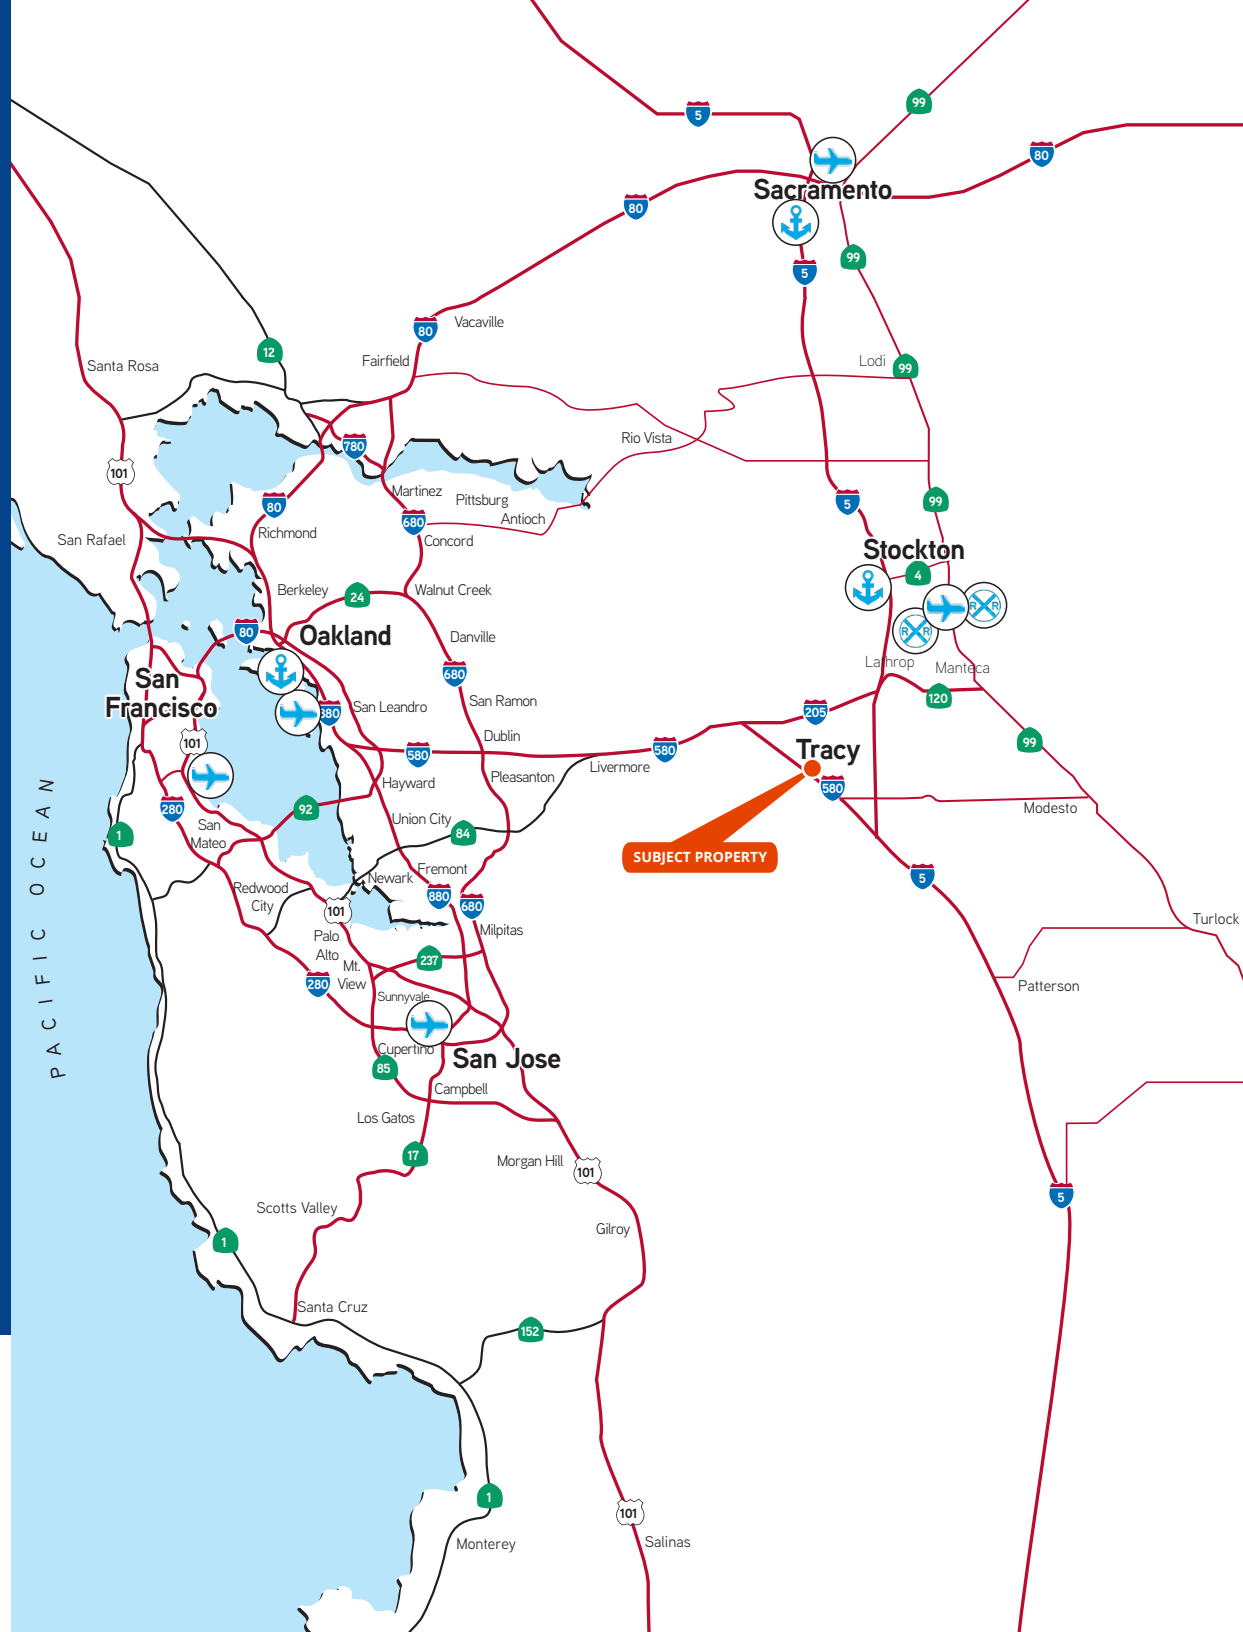 99
5
80
80
Sacramento
99
5
80
Vacaville
12
Fairfield
Santa Rosa
Lodi
99
Rio Vista
780
101
Martinez
Pittsburg
Antioch
80
5
99
680
Richmond
San Rafael
Concord
Stockton
4
Berkeley
24
Walnut Creek
R R
R R
80
Oakland
Danville
Lathrop
Manteca
680
San
Francisco
San Ramon
120
880
San Leandro
205
Dublin
99
101
580
580
Tracy
Livermore
Pleasanton
Hayward
580
280
92
Modesto
Union City
84
1
San
Mateo
SUBJECT PROPERTY
PACIFIC OCEAN
Fremont
Newark
Redwood
City
880
680
5
101
Turlock
Milpitas
Palo
Alto
237
Mt.
View
280
Patterson
Sunnyvale
Cupertino
San Jose
85
Campbell
Los Gatos
17
Morgan Hill
101
5
Scotts Valley
Gilroy
1
Santa Cruz
152
1
101
Monterey
Salinas